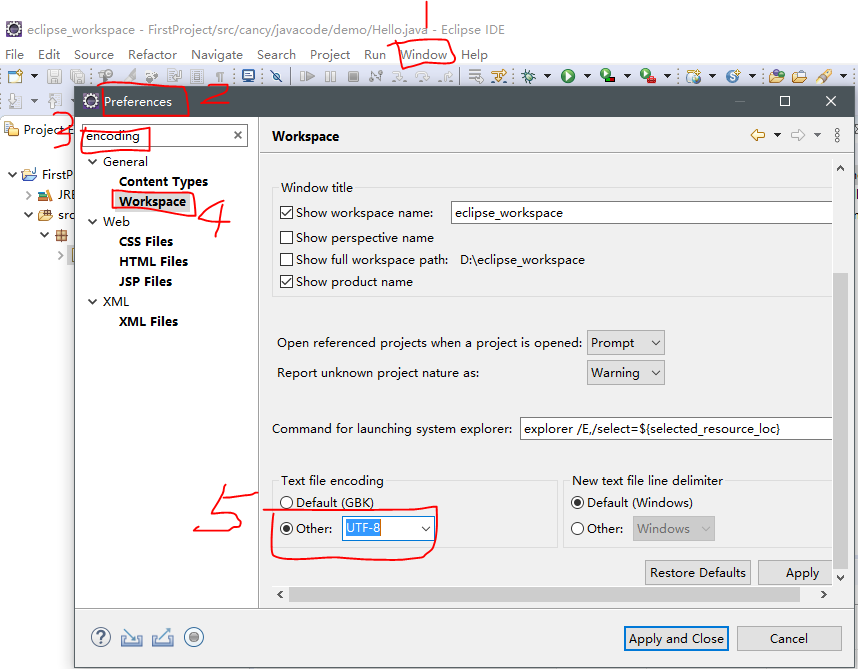 1
eclipse_workspace - FirstProject/src/cancy/javacode/demo/Hello.java - Eclipse IDE
File Edit Source Refactor Navigate Search Project Run Window Help
Preferences 2
Project E
3 encoding
Workspace
General
FirstP
Content Types
Window title
JRE
Workspace 4
Show workspace name: eclipse_workspace
src
Web
Show perspective name
CSS Files
HTML Files
Show full workspace path: D:\eclipse_workspace
JSP Files
Show product name
XML
XML Files
Open referenced projects when a project is opened: Prompt
Report unknown project nature as: Warning
Command for launching system explorer: explorer /E,/select=${selected_resource_loc}
Text file encoding
New text file line delimiter
5
Default (GBK)
Default (Windows)
Other: UTF-8
Other: Windows
Restore Defaults Apply
Apply and Close Cancel